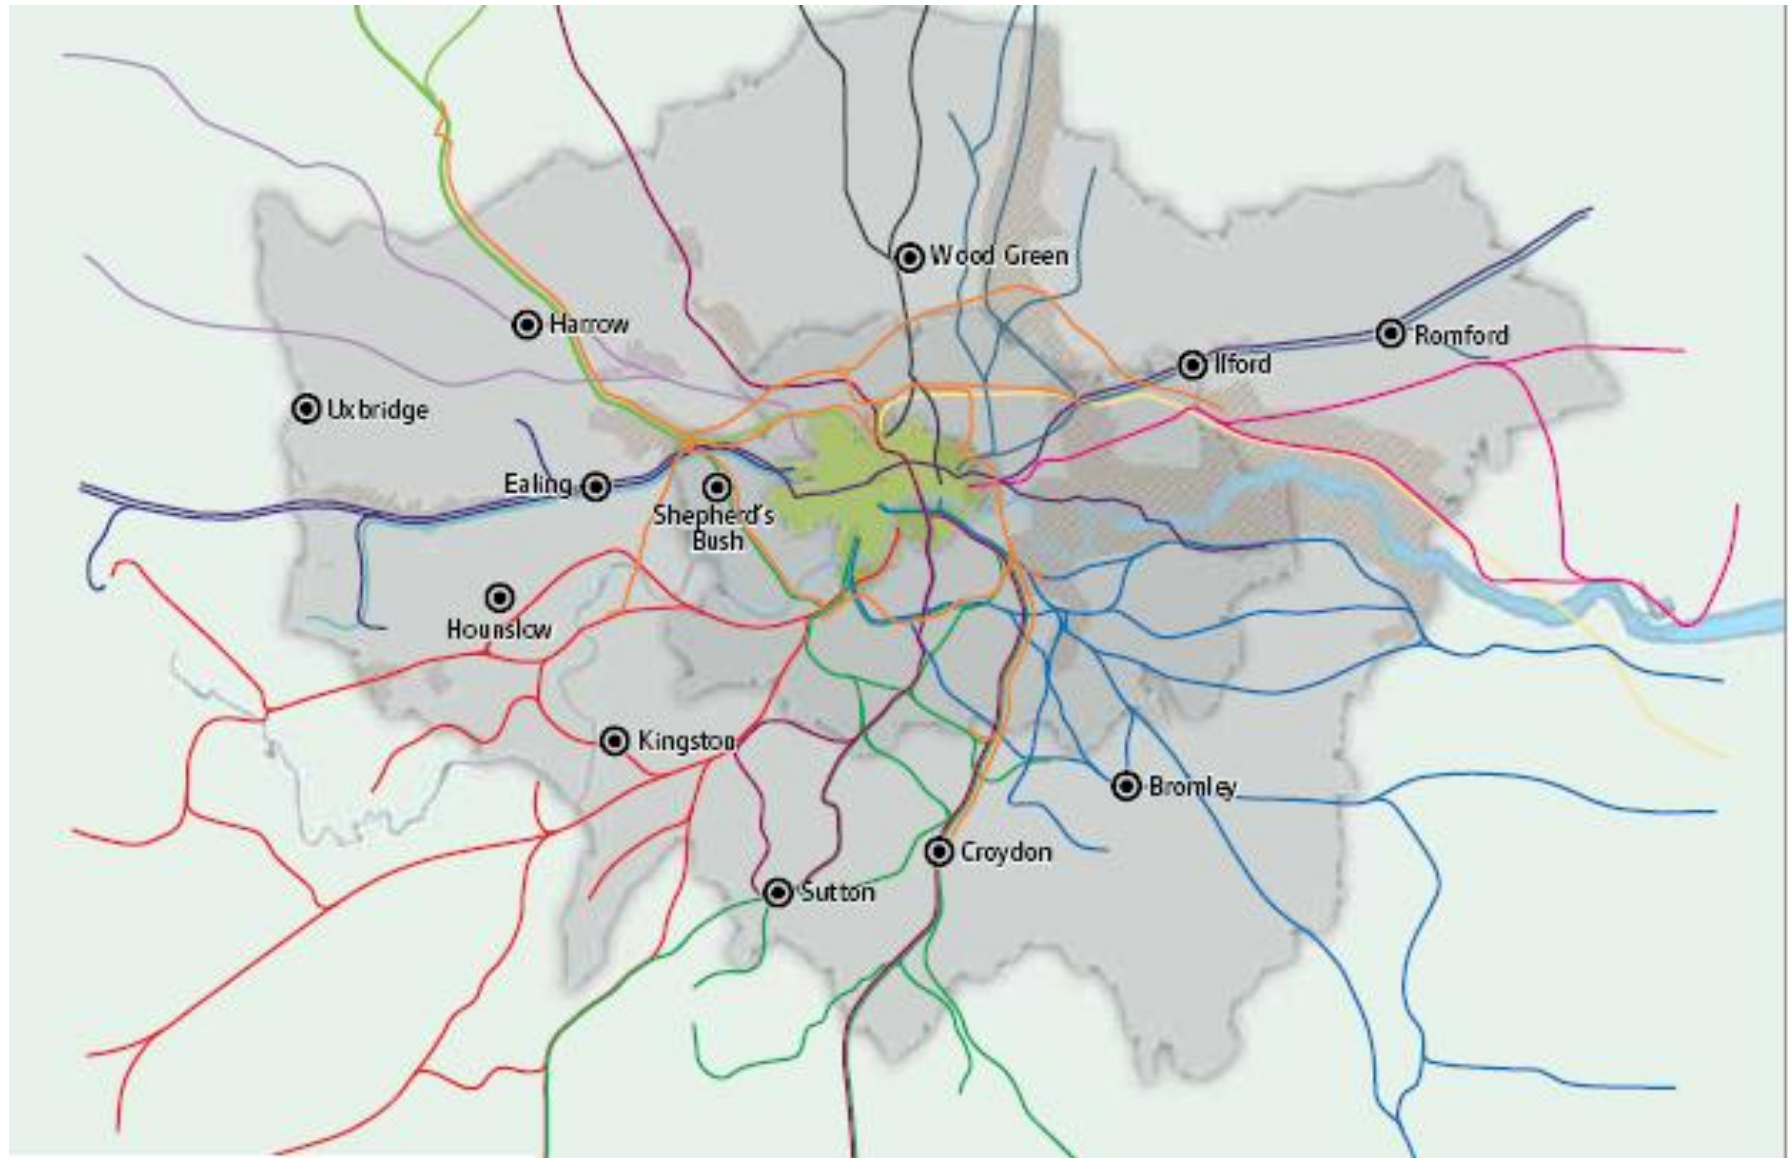 Wood Green
Harrow
Romford
Ilford
Uxbridge
Ealing
Shepherd's
Bush
Hounslow
Kingston
Bromley
Croydon
Sutton